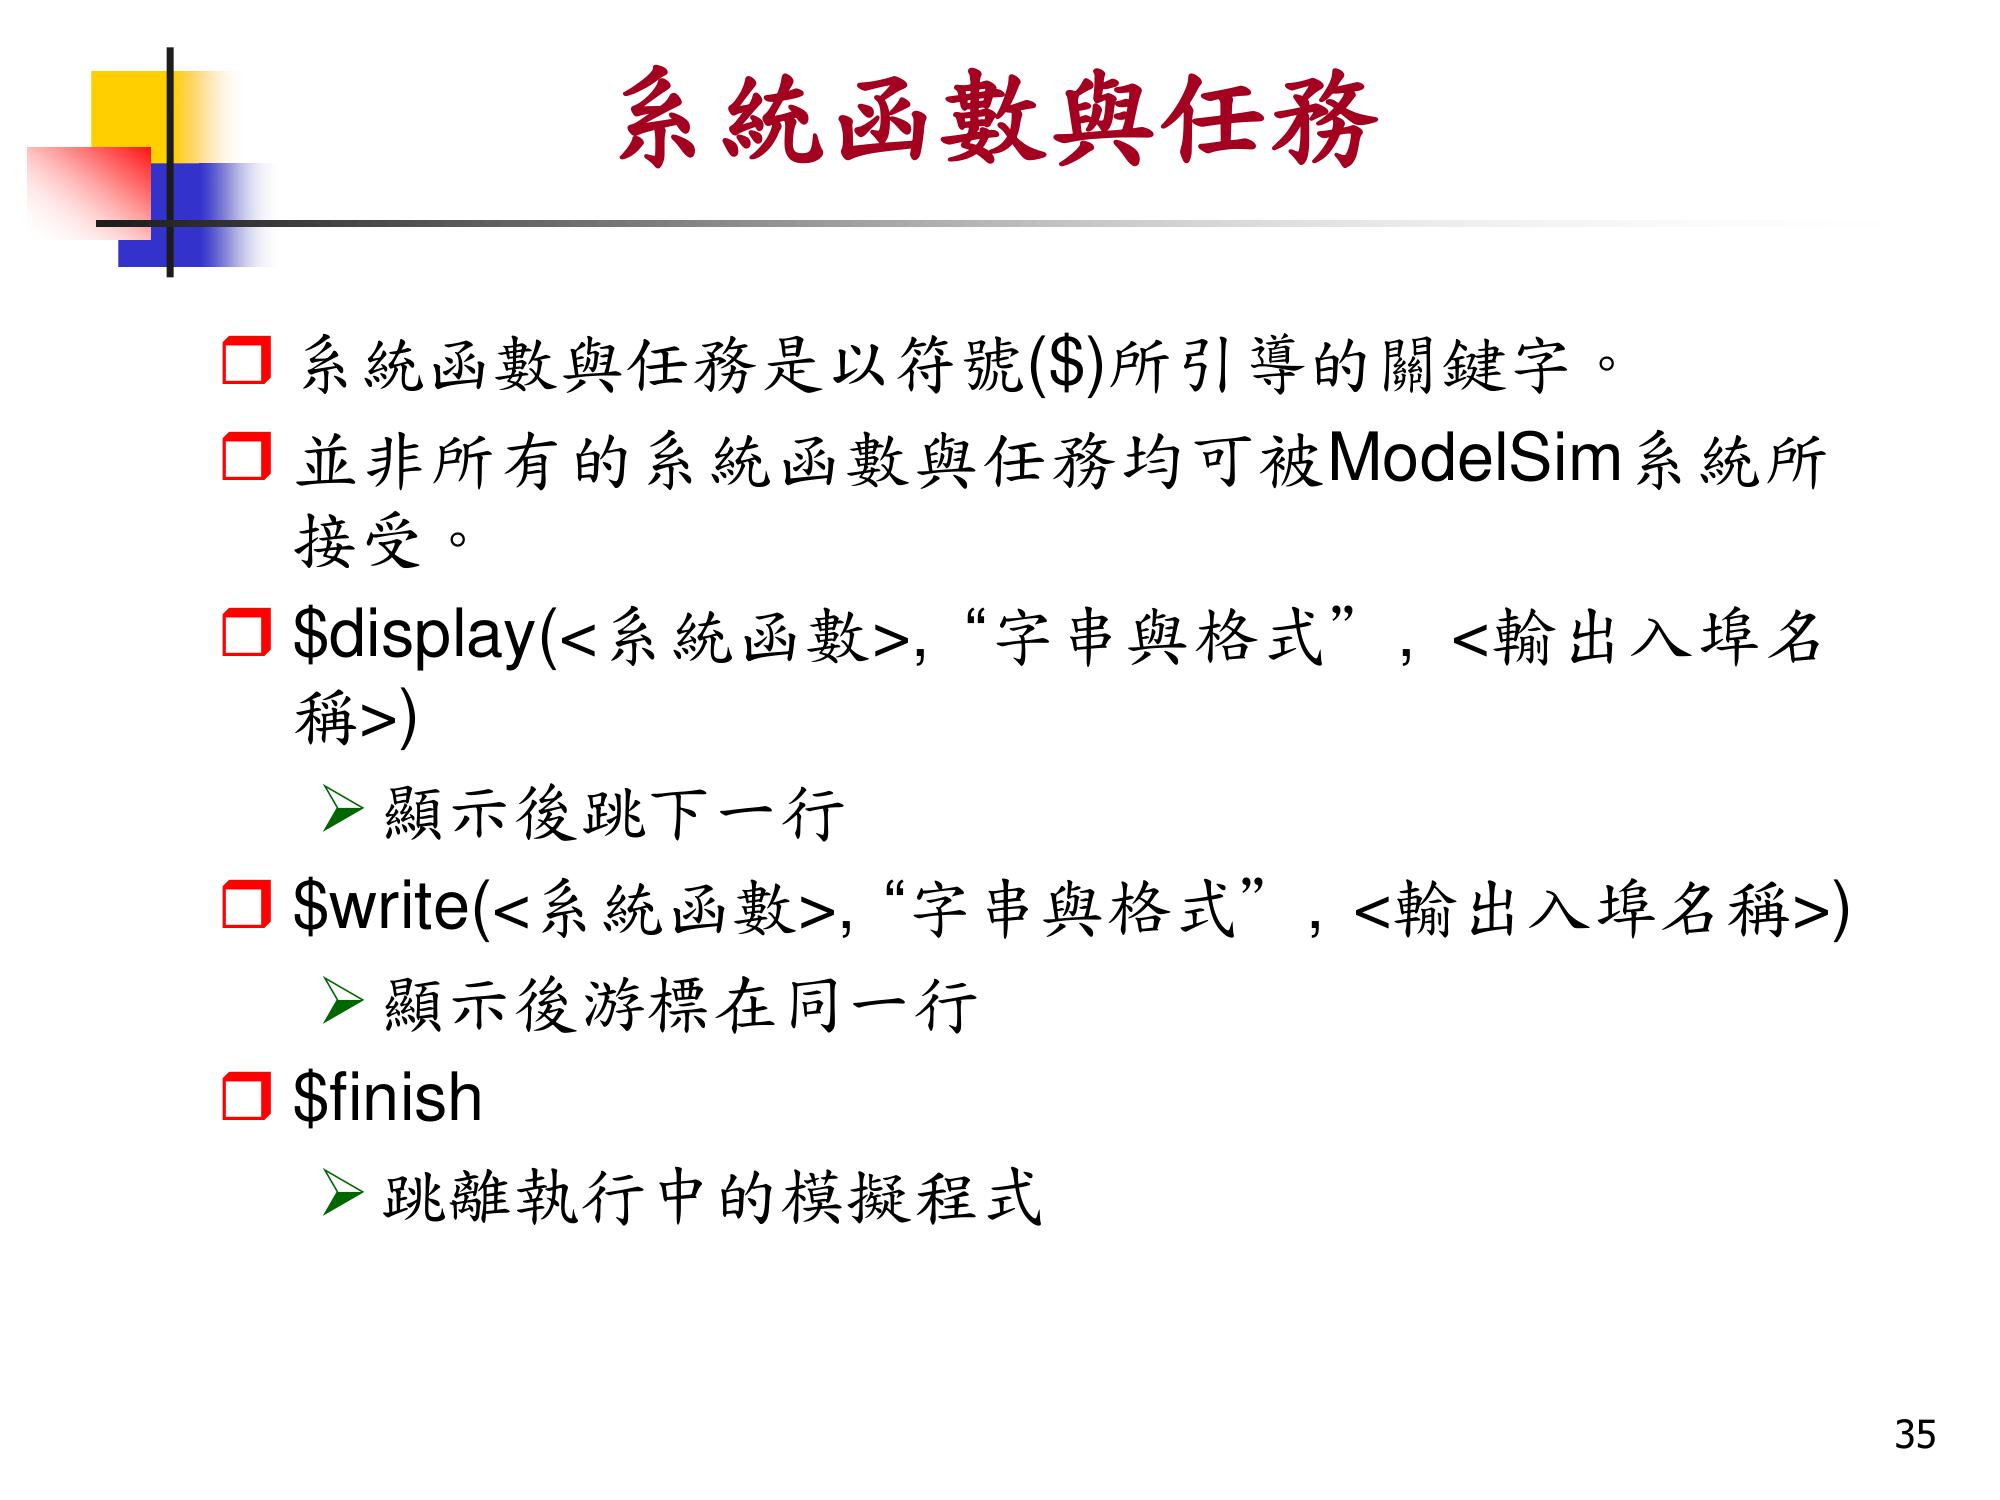 系統函數與任務
系統函數與任務是以符號($)所引導的關鍵字。
並非所有的系統函數與任務均可被ModelSim系統所
接受。
$display(<系統函數>, “字串與格式”, <輸出入埠名
稱>)
顯示後跳下一行
$write(<系統函數>, “字串與格式”, <輸出入埠名稱>)
顯示後游標在同一行
$finish
跳離執行中的模擬程式
35